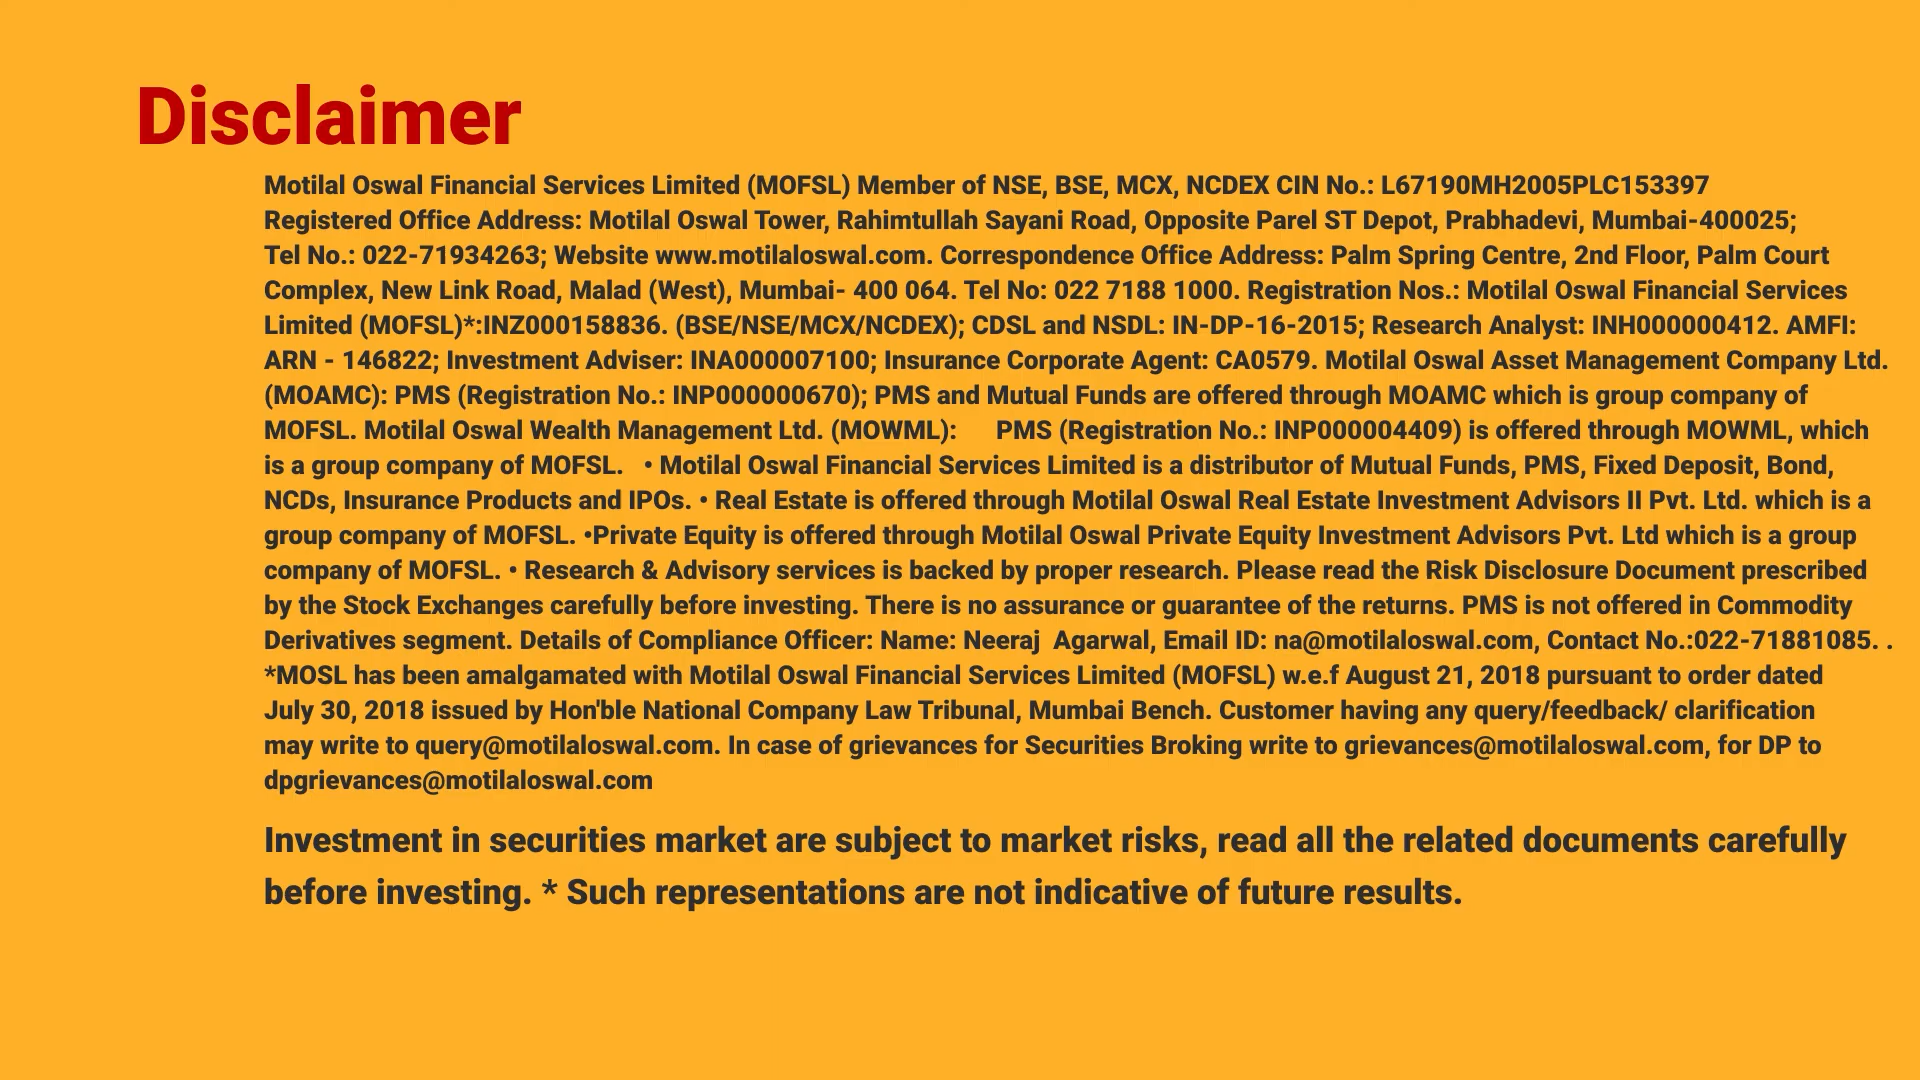 Disclaimer
Motilal Oswal Financial Services Limited (MOFSL) Member of NSE, BSE, MCX, NCDEX CIN No.: L67190MH2005PLC153397
Registered Office Address: Motilal Oswal Tower, Rahimtullah Sayani Road, Opposite Parel ST Depot, Prabhadevi, Mumbai-400025;
Tel No.: 022-71934263; Website www.motilaloswal.com. Correspondence Office Address: Palm Spring Centre, 2nd Floor, Palm Court
Complex, New Link Road, Malad (West), Mumbai- 400 064. Tel No: 022 7188 1000. Registration Nos.: Motilal Oswal Financial Services
Limited (MOFSL)*:INZ000158836. (BSE/NSE/MCX/NCDEX); CDSL and NSDL: IN-DP-16-2015; Research Analyst: INH000000412. AMFI:
ARN - 146822; Investment Adviser: INA000007100; Insurance Corporate Agent: CA0579. Motilal Oswal Asset Management Company Ltd.
(MOAMC): PMS (Registration No.: INP000000670); PMS and Mutual Funds are offered through MOAMC which is group company of
MOFSL. Motilal Oswal Wealth Management Ltd. (MOWML): PMS (Registration No.: INP000004409) is offered through MOWML, which
is a group company of MOFSL. • Motilal Oswal Financial Services Limited is a distributor of Mutual Funds, PMS, Fixed Deposit, Bond,
NCDs, Insurance Products and IPOs. • Real Estate is offered through Motilal Oswal Real Estate Investment Advisors II Pvt. Ltd. which is a
group company of MOFSL. •Private Equity is offered through Motilal Oswal Private Equity Investment Advisors Pvt. Ltd which is a group
company of MOFSL. • Research & Advisory services is backed by proper research. Please read the Risk Disclosure Document prescribed
by the Stock Exchanges carefully before investing. There is no assurance or guarantee of the returns. PMS is not offered in Commodity
Derivatives segment. Details of Compliance Officer: Name: Neeraj Agarwal, Email ID: na@motilaloswal.com, Contact No.:022-71881085. .
*MOSL has been amalgamated with Motilal Oswal Financial Services Limited (MOFSL) w.e.f August 21, 2018 pursuant to order dated
July 30, 2018 issued by Hon'ble National Company Law Tribunal, Mumbai Bench. Customer having any query/feedback/ clarification
may write to query@motilaloswal.com. In case of grievances for Securities Broking write to grievances@motilaloswal.com, for DP to
dpgrievances@motilaloswal.com
Investment in securities market are subject to market risks, read all the related documents carefully
before investing. * Such representations are not indicative of future results.